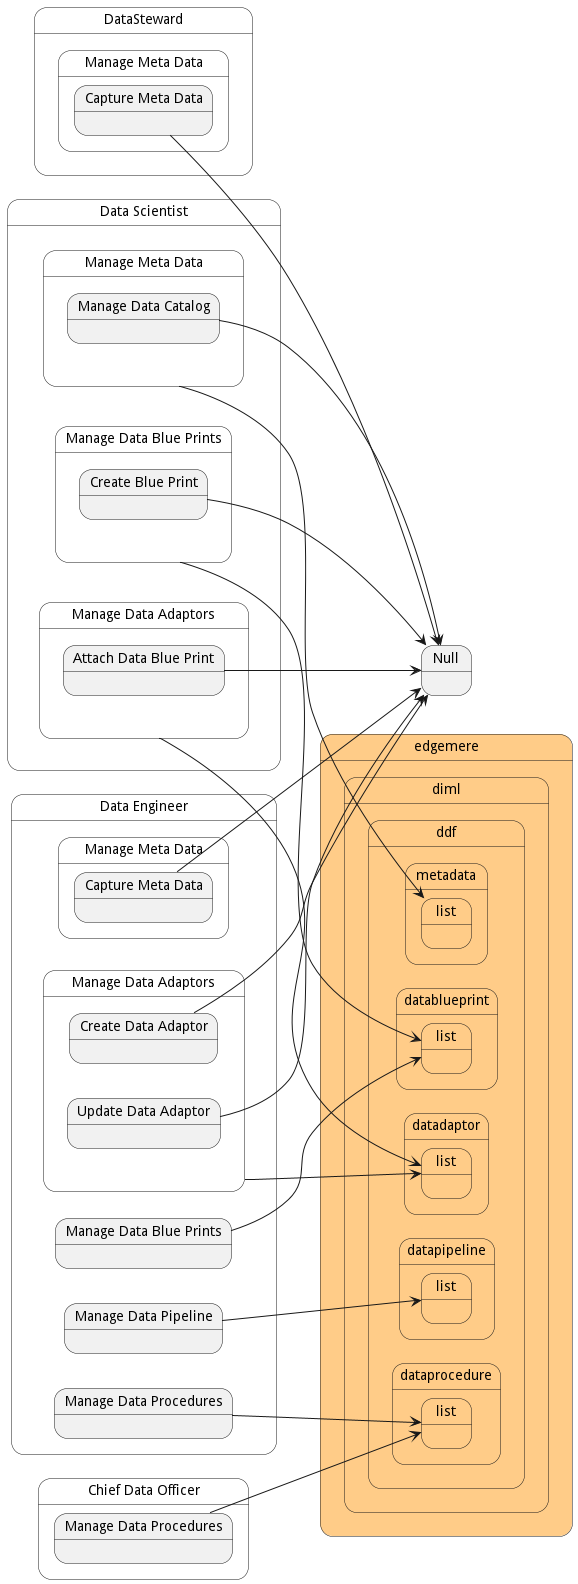 DataSteward
Manage Meta Data
Capture Meta Data
Data Scientist
Manage Meta Data
Manage Data Catalog
Manage Data Blue Prints
Create Blue Print
Manage Data Adaptors
Attach Data Blue Print
Null
edgemere
diml
ddf
metadata
list
datablueprint
list
datadaptor
list
datapipeline
list
dataprocedure
list
Data Engineer
Manage Meta Data
Capture Meta Data
Manage Data Adaptors
Create Data Adaptor
Update Data Adaptor
Manage Data Blue Prints
Manage Data Pipeline
Manage Data Procedures
Chief Data Officer
Manage Data Procedures